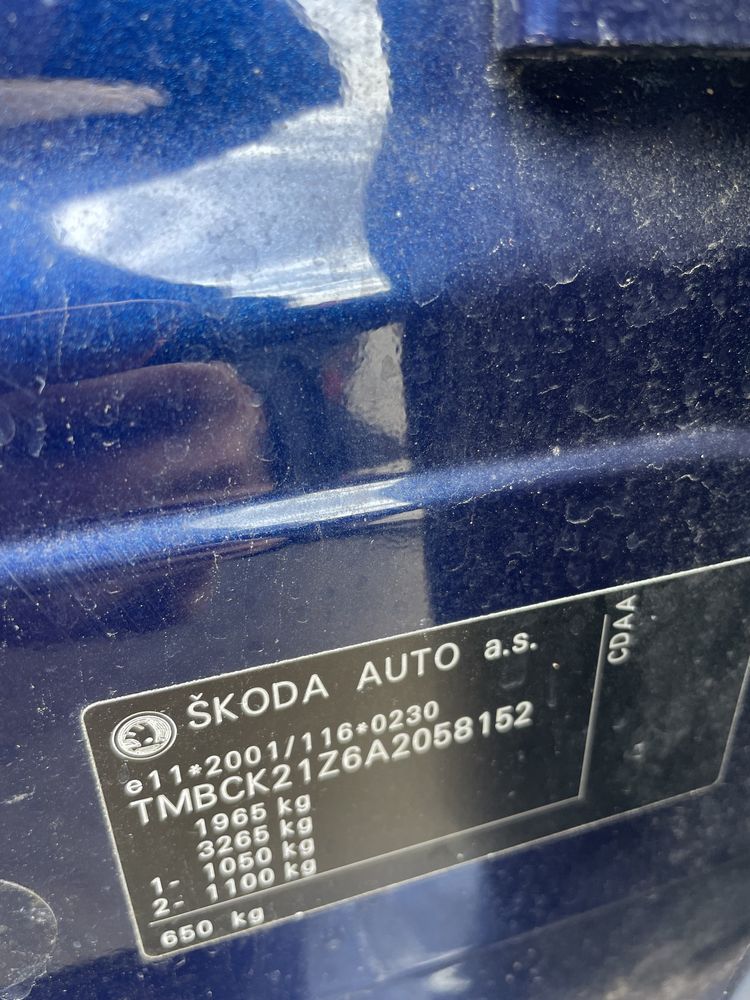 ŠKODA AUTO a.s.
e11*2001/116*0230
TMBCK21Z6A2058152
1965 kg
3265 kg
1- 1050 kg
2- 1100 kg
650 kg
CDAA